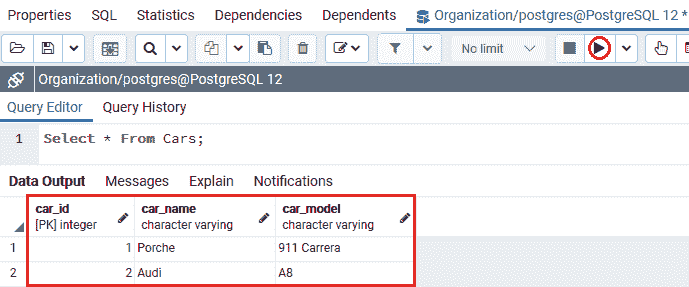 Properties SQL Statistics Dependencies Dependents Organization/postgres@PostgreSQL 12 *
No limit
Organization/postgres@PostgreSQL 12
Query Editor Query History
1 Select * From Cars;
Data Output Messages Explain Notifications
car_id car_name car_model
[PK] integer character varying character varying
1 1 Porche 911 Carrera
2 2 Audi A8